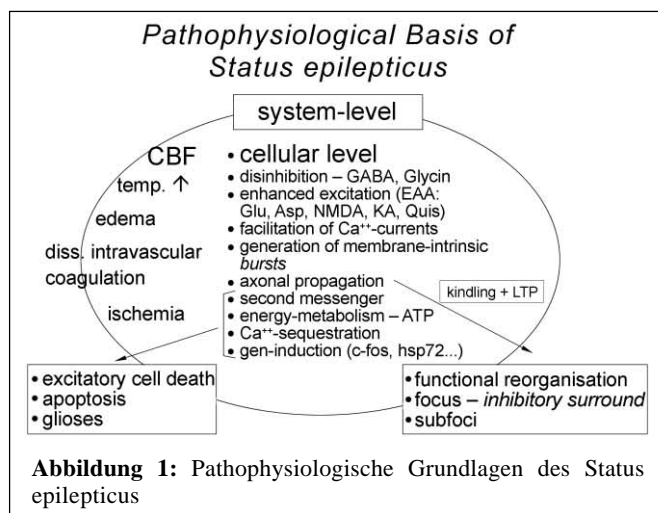 Pathophysiological Basis of
Status epilepticus
system-level
CBF
temp. ↑
edema
diss. intravascular
coagulation
ischemia
• cellular level
• disinhibition – GABA, Glycin
• enhanced excitation (EAA:
Glu, Asp, NMDA, KA, Quis)
• facilitation of Ca⁺⁺-currents
• generation of membrane-intrinsic
bursts
• axonal propagation
• second messenger
• energy-metabolism – ATP
• Ca⁺⁺-sequestration
• gen-induction (c-fos, hsp72...)
kindling + LTP
• excitatory cell death
• apoptosis
• glioses
• functional reorganisation
• focus – inhibitory surround
• subfoci
Abbildung 1: Pathophysiologische Grundlagen des Status
epilepticus